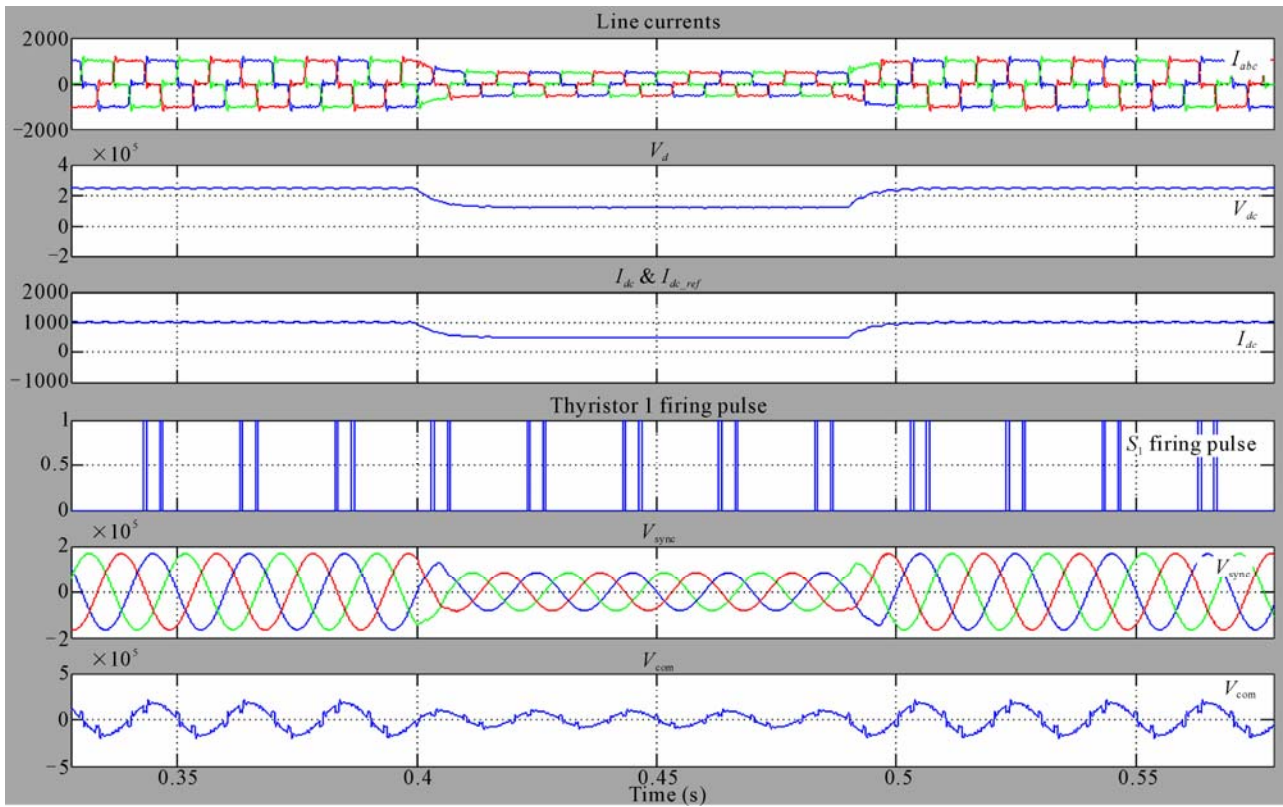 Line currents
2000
0
−2000
I_abc
×10^5
V_d
4
2
0
−2
V_dc
I_dc & I_dc_ref
2000
1000
0
−1000
I_dc
Thyristor 1 firing pulse
1
0.5
0
S_1 firing pulse
×10^5
V_sync
2
0
−2
V_sync
×10^5
V_com
5
0
−5
V_com
0.35
0.4
0.45
0.5
0.55
Time (s)